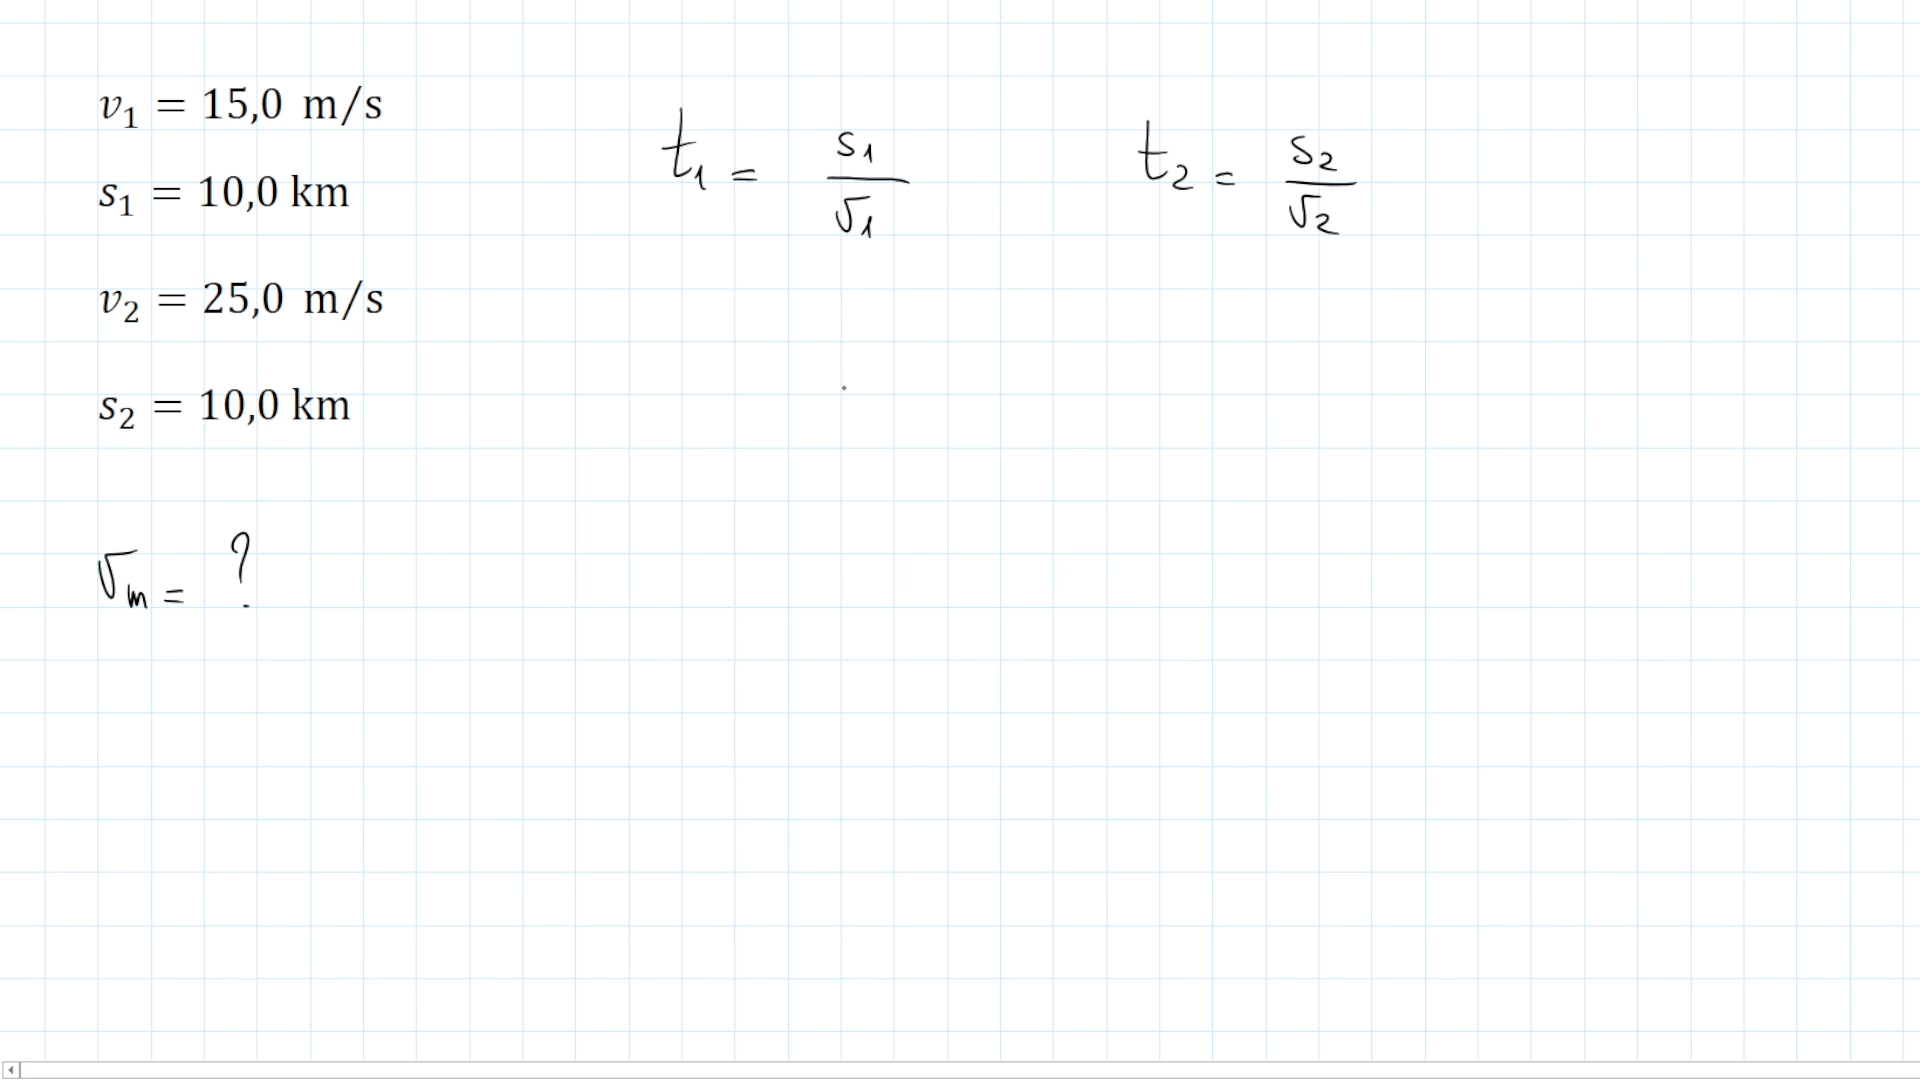 v₁ = 15,0 m/s
s₁ = 10,0 km
v₂ = 25,0 m/s
s₂ = 10,0 km
v_m = ?
t₁ = s₁/v₁
t₂ = s₂/v₂